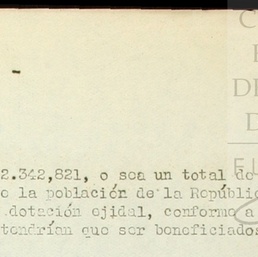 -
2.342,821, o sea un total de
la población de la Repúblic
dotación ejidal, conforme a
tendrían que ser beneficiados